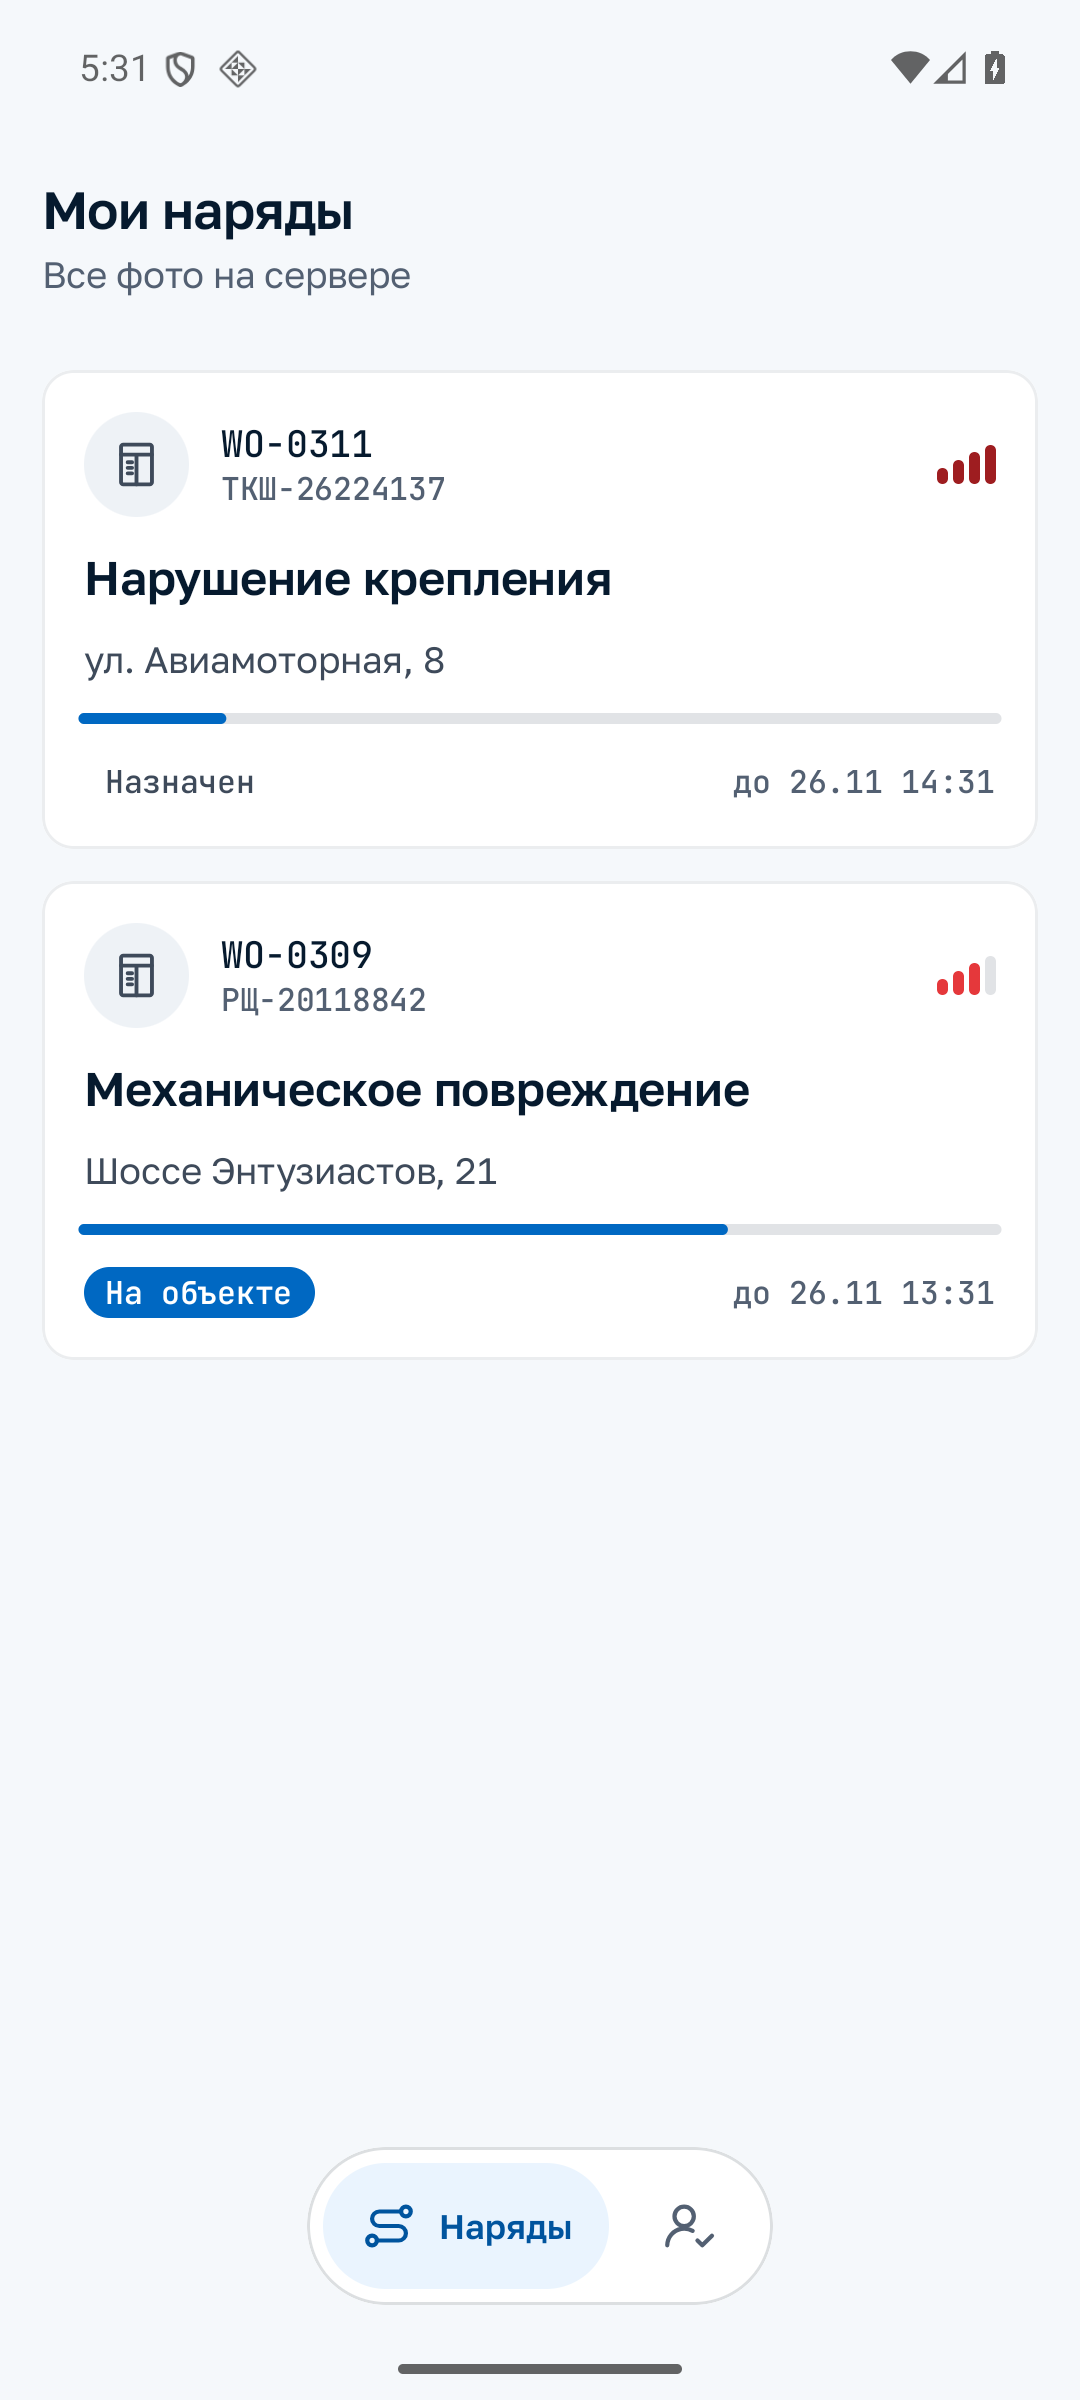 5:31
Мои наряды
Все фото на сервере
WO-0311
ТКШ-26224137
Нарушение крепления
ул. Авиамоторная, 8
Назначен
до 26.11 14:31
WO-0309
РЩ-20118842
Механическое повреждение
Шоссе Энтузиастов, 21
На объекте
до 26.11 13:31
Наряды